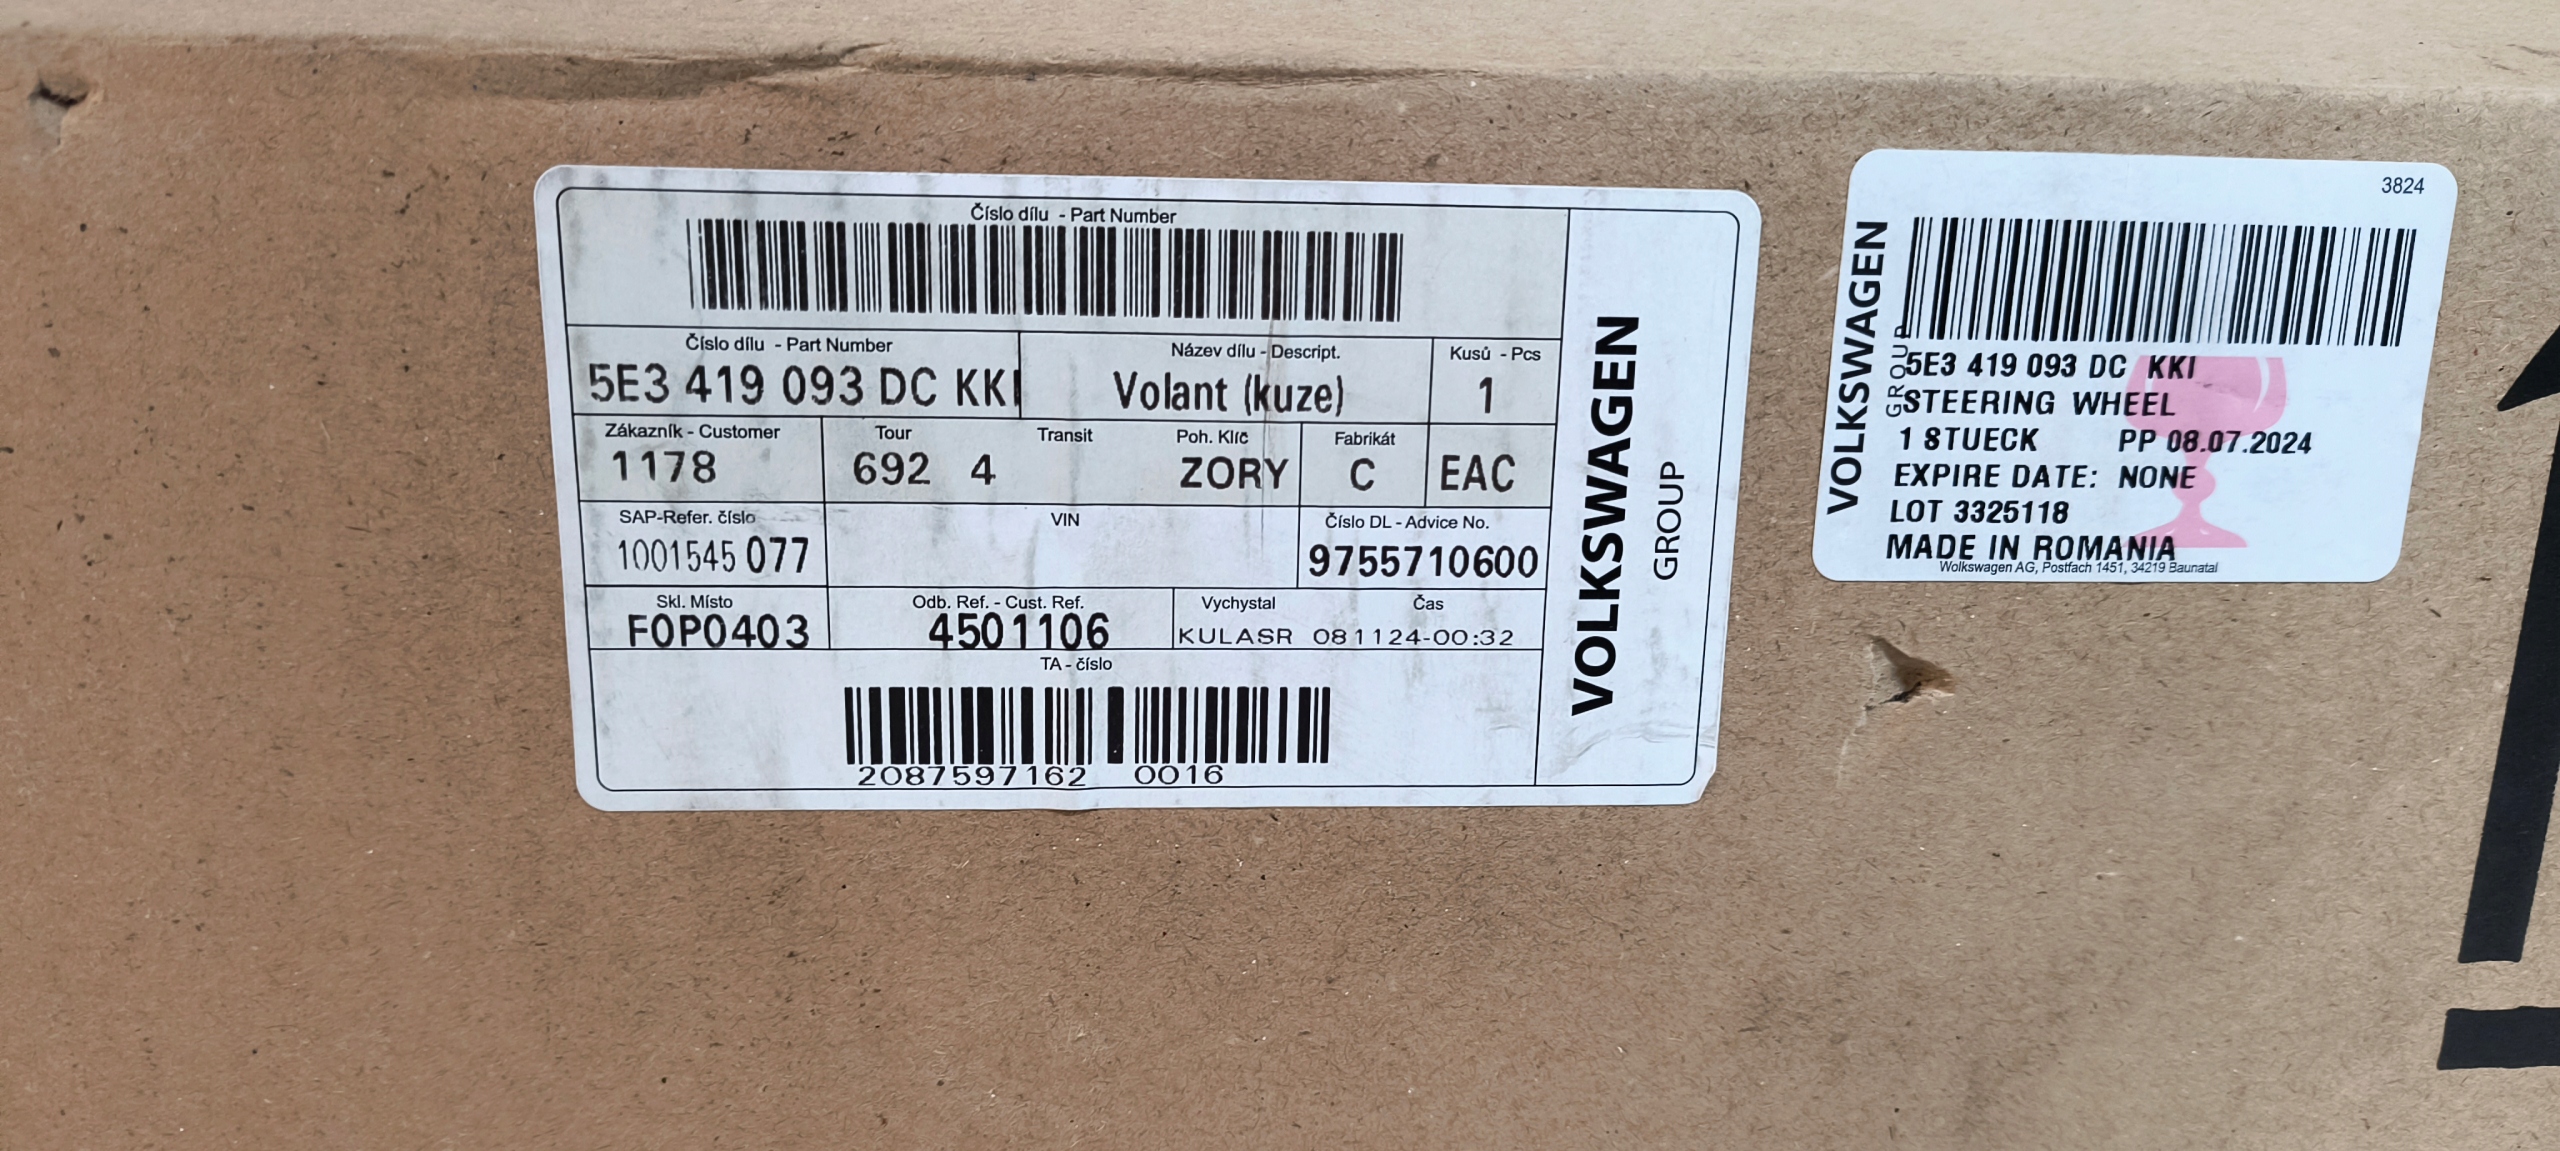 Číslo dílu - Part Number
Číslo dílu - Part Number
Název dílu - Descript.
Kusů - Pcs
5E3 419 093 DC KKI
Volant (kuze)
1
Zákazník - Customer
Tour
Transit
Poh. Klíč
Fabrikát
1178
692 4
ZORY
C
EAC
SAP-Refer. číslo
VIN
Číslo DL - Advice No.
1001545 077
9755710600
Skl. Místo
Odb. Ref. - Cust. Ref.
Vychystal
Čas
F0P0403
4501106
KULASR 081124-00:32
TA - číslo
2087597162 0016
VOLKSWAGEN
GROUP
3824
VOLKSWAGEN
GROUP
5E3 419 093 DC KKI
STEERING WHEEL
1 STUECK PP 08.07.2024
EXPIRE DATE: NONE
LOT 3325118
MADE IN ROMANIA
Wolkswagen AG, Postfach 1451, 34219 Baunatal